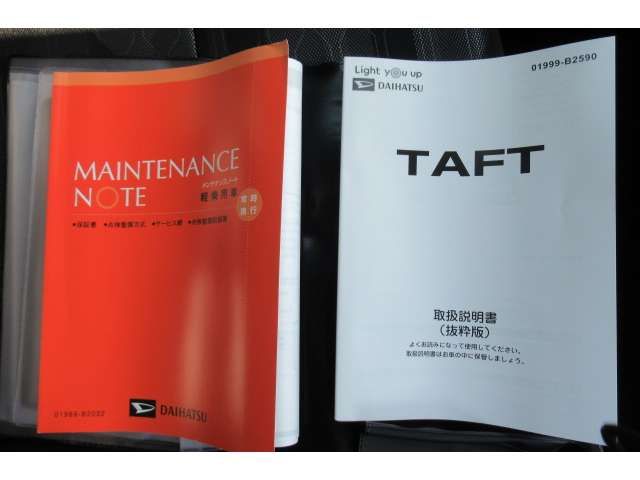 MAINTENANCE
NOTE
メンテナンスノート
軽乗用車
常時
携行
●保証書 ●点検整備方式 ●サービス網 ●点検整備記録簿
DAIHATSU
Light you up
DAIHATSU
01999-B2590
TAFT
取扱説明書
（抜粋版）
よくお読みになって使用してください。
取扱説明書はお車の中に保管しましょう。